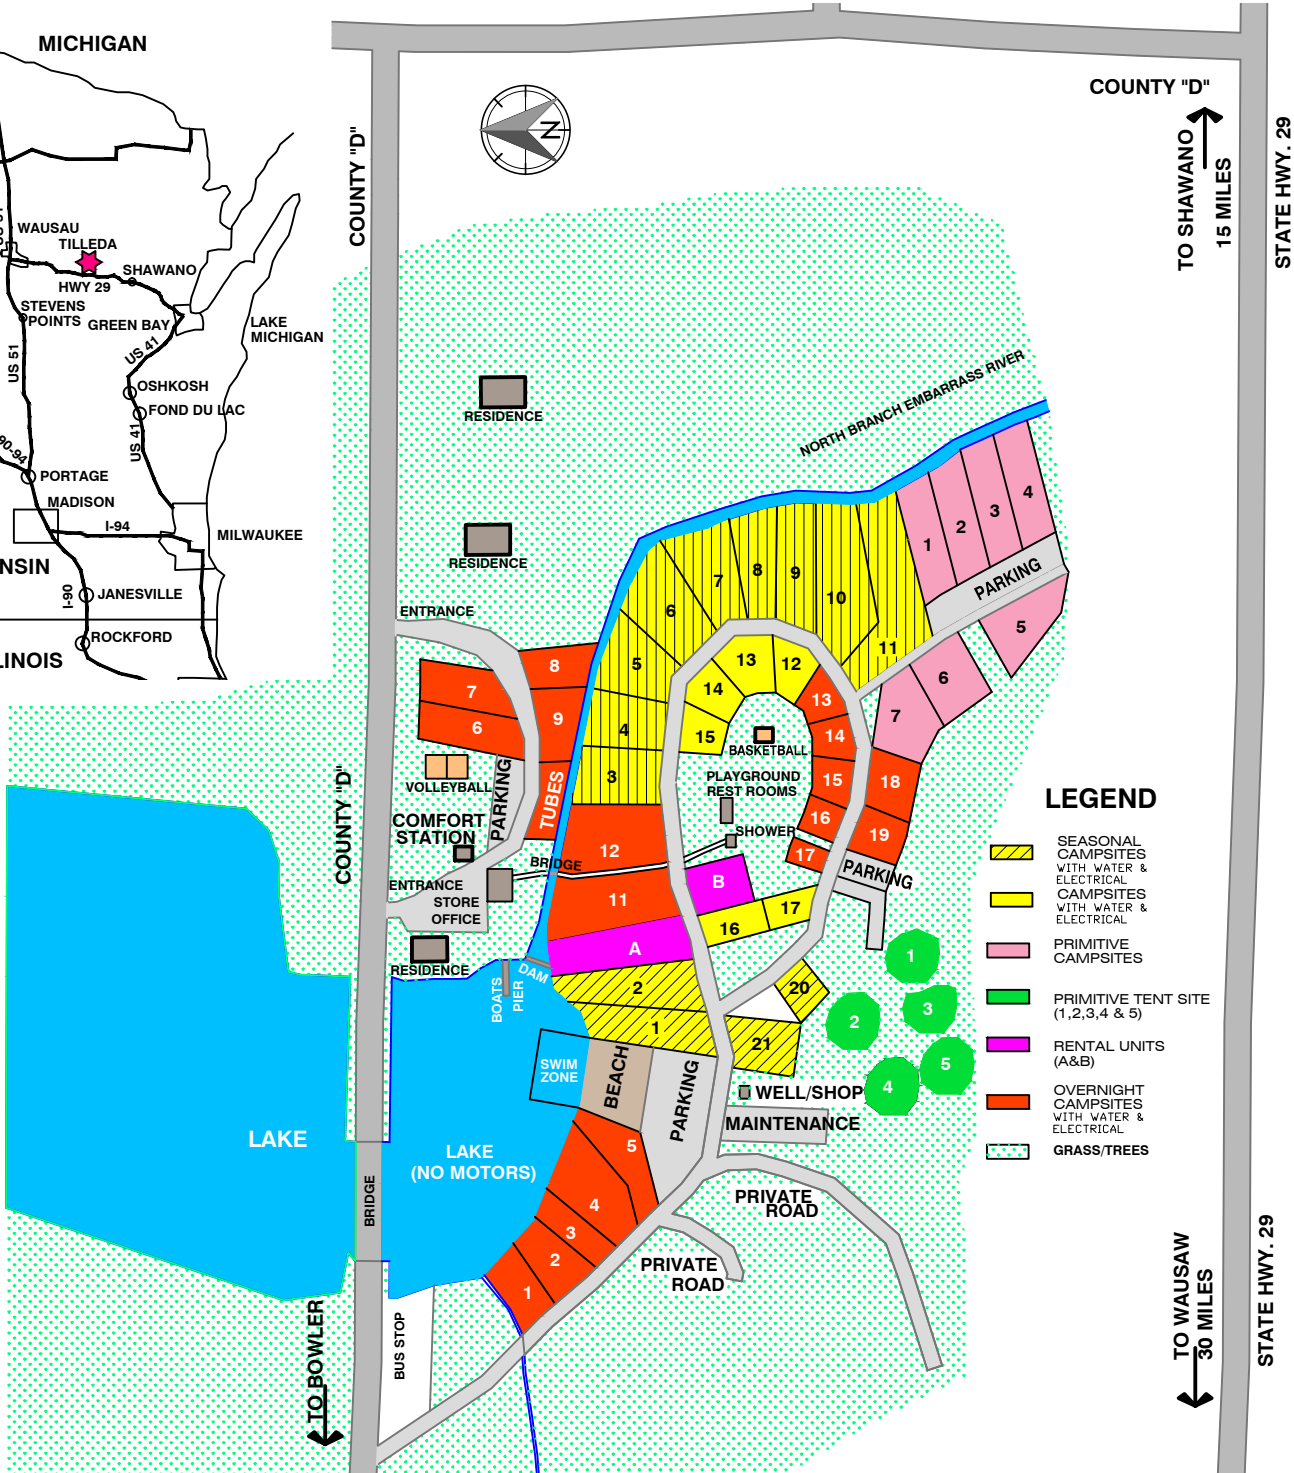 MICHIGAN
WAUSAU
TILLEDA
SHAWANO
HWY 29
STEVENS
POINTS
GREEN BAY
LAKE
MICHIGAN
US 41
US 51
OSHKOSH
FOND DU LAC
US 41
90-94
PORTAGE
MADISON
I-94
MILWAUKEE
NSIN
I-90
JANESVILLE
ROCKFORD
LINOIS
COUNTY "D"
N
COUNTY "D"
TO SHAWANO
15 MILES
STATE HWY. 29
RESIDENCE
NORTH BRANCH EMBARRASS RIVER
RESIDENCE
ENTRANCE
1
2
3
4
PARKING
5
6
7
8
7
6
9
TUBES
VOLLEYBALL
PARKING
COMFORT
STATION
COUNTY "D"
3
4
5
6
7
8
9
10
11
12
13
14
15
13
14
15
16
17
18
19
BASKETBALL
PLAYGROUND
REST ROOMS
SHOWER
PARKING
BRIDGE
12
11
A
B
16
17
ENTRANCE
STORE
OFFICE
RESIDENCE
BOATS
PIER
DAM
2
1
20
21
1
2
3
4
5
SWIM
ZONE
BEACH
PARKING
WELL/SHOP
MAINTENANCE
LAKE
LAKE
(NO MOTORS)
BRIDGE
5
4
3
2
1
PRIVATE
ROAD
PRIVATE
ROAD
BUS STOP
TO BOWLER
LEGEND
SEASONAL
CAMPSITES
WITH WATER &
ELECTRICAL
CAMPSITES
WITH WATER &
ELECTRICAL
PRIMITIVE
CAMPSITES
PRIMITIVE TENT SITE
(1,2,3,4 & 5)
RENTAL UNITS
(A&B)
OVERNIGHT
CAMPSITES
WITH WATER &
ELECTRICAL
GRASS/TREES
TO WAUSAW
30 MILES
STATE HWY. 29